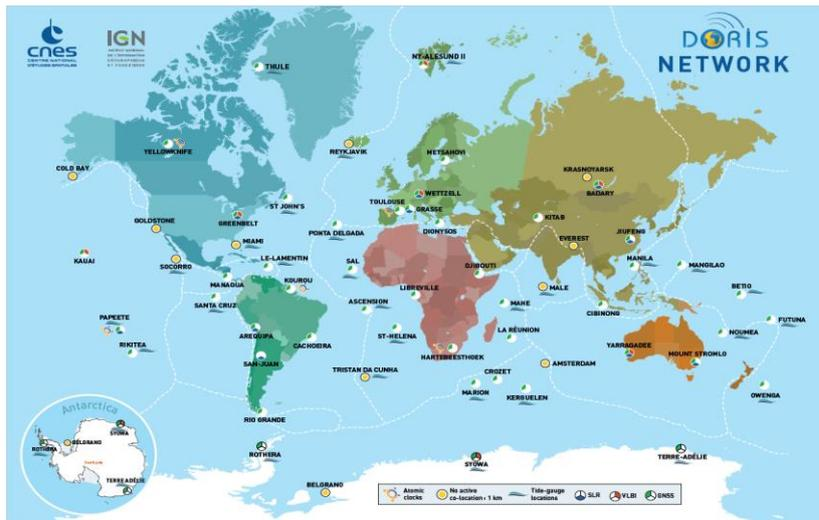 cnes
CENTRE NATIONAL
D'ÉTUDES SPATIALES
IGN
DORIS
NETWORK
THULE
NY-ALESUND II
YELLOWKNIFE
REYKJAVIK
METSAHOVI
COLD BAY
KRASNOYARSK
BADARY
WETTZELL
TOULOUSE
GRASSE
ST JOHN'S
GREENBELT
GOLDSTONE
PONTA DELGADA
DIONYSOS
KITAB
JIUFENG
MIAMI
EVEREST
KAUAI
SOCORRO
LE-LAMENTIN
SAL
DJIBOUTI
MANILA
MANGILAO
MANAGUA
KOUROU
LIBREVILLE
MALE
BETIO
SANTA CRUZ
ASCENSION
MAHE
CIBINONG
PAPEETE
FUTUNA
RIKITEA
AREQUIPA
CACHOEIRA
ST-HELENA
LA RÉUNION
NOUMEA
YARRAGADEE
HARTEBEESTHOEK
MOUNT STROMLO
SAN-JUAN
TRISTAN DA CUNHA
AMSTERDAM
CROZET
MARION
KERGUELEN
OWENGA
Antarctica
RIO GRANDE
SYOWA
BELGRANO
ROTHERA
TERRE ADÉLIE
ROTHERA
SYOWA
TERRE-ADÉLIE
BELGRANO
Atomic
clocks
No active
co-location < 1 km
Tide-gauge
locations
SLR
VLBI
GNSS